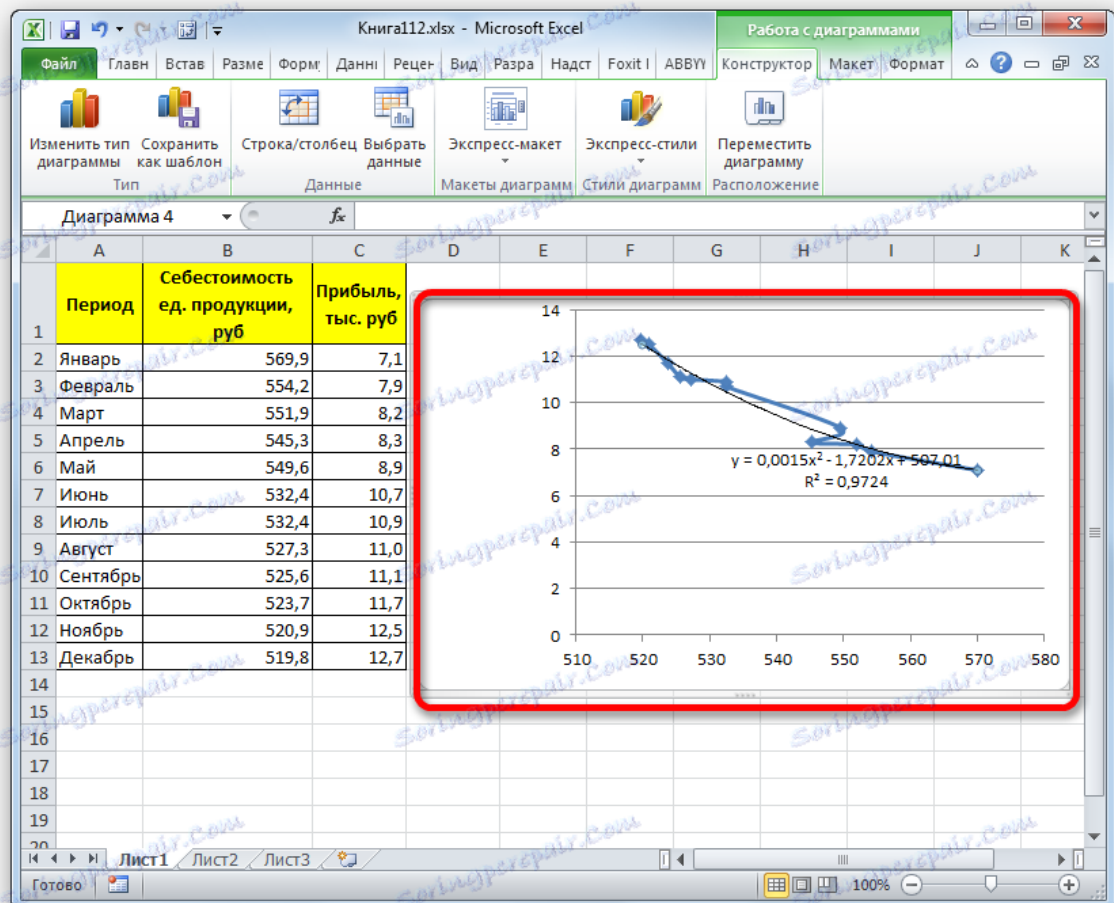 Книга112.xlsx - Microsoft Excel
Работа с диаграммами
Файл Главн Встав Разме Форм Данні Рецен Вид Разра Надст Foxit I ABBYY Конструктор Макет Формат
Изменить тип диаграммы
Сохранить как шаблон
Строка/столбец
Выбрать данные
Экспресс-макет
Экспресс-стили
Переместить диаграмму
Тип Данные Макеты диаграмм Стили диаграмм Расположение
Диаграмма 4 fx
A B C D E F G H I J K
1 Период Себестоимость ед. продукции, руб Прибыль, тыс. руб
2 Январь 569,9 7,1
3 Февраль 554,2 7,9
4 Март 551,9 8,2
5 Апрель 545,3 8,3
6 Май 549,6 8,9
7 Июнь 532,4 10,7
8 Июль 532,4 10,9
9 Август 527,3 11,0
10 Сентябрь 525,6 11,1
11 Октябрь 523,7 11,7
12 Ноябрь 520,9 12,5
13 Декабрь 519,8 12,7
14
15
16
17
18
19
20
14
12
10
8
y = 0,0015x² - 1,7202x + 507,01
R² = 0,9724
6
4
2
0
510 520 530 540 550 560 570 580
Лист1 Лист2 Лист3
Готово 100%
Soringpcrepair.Com